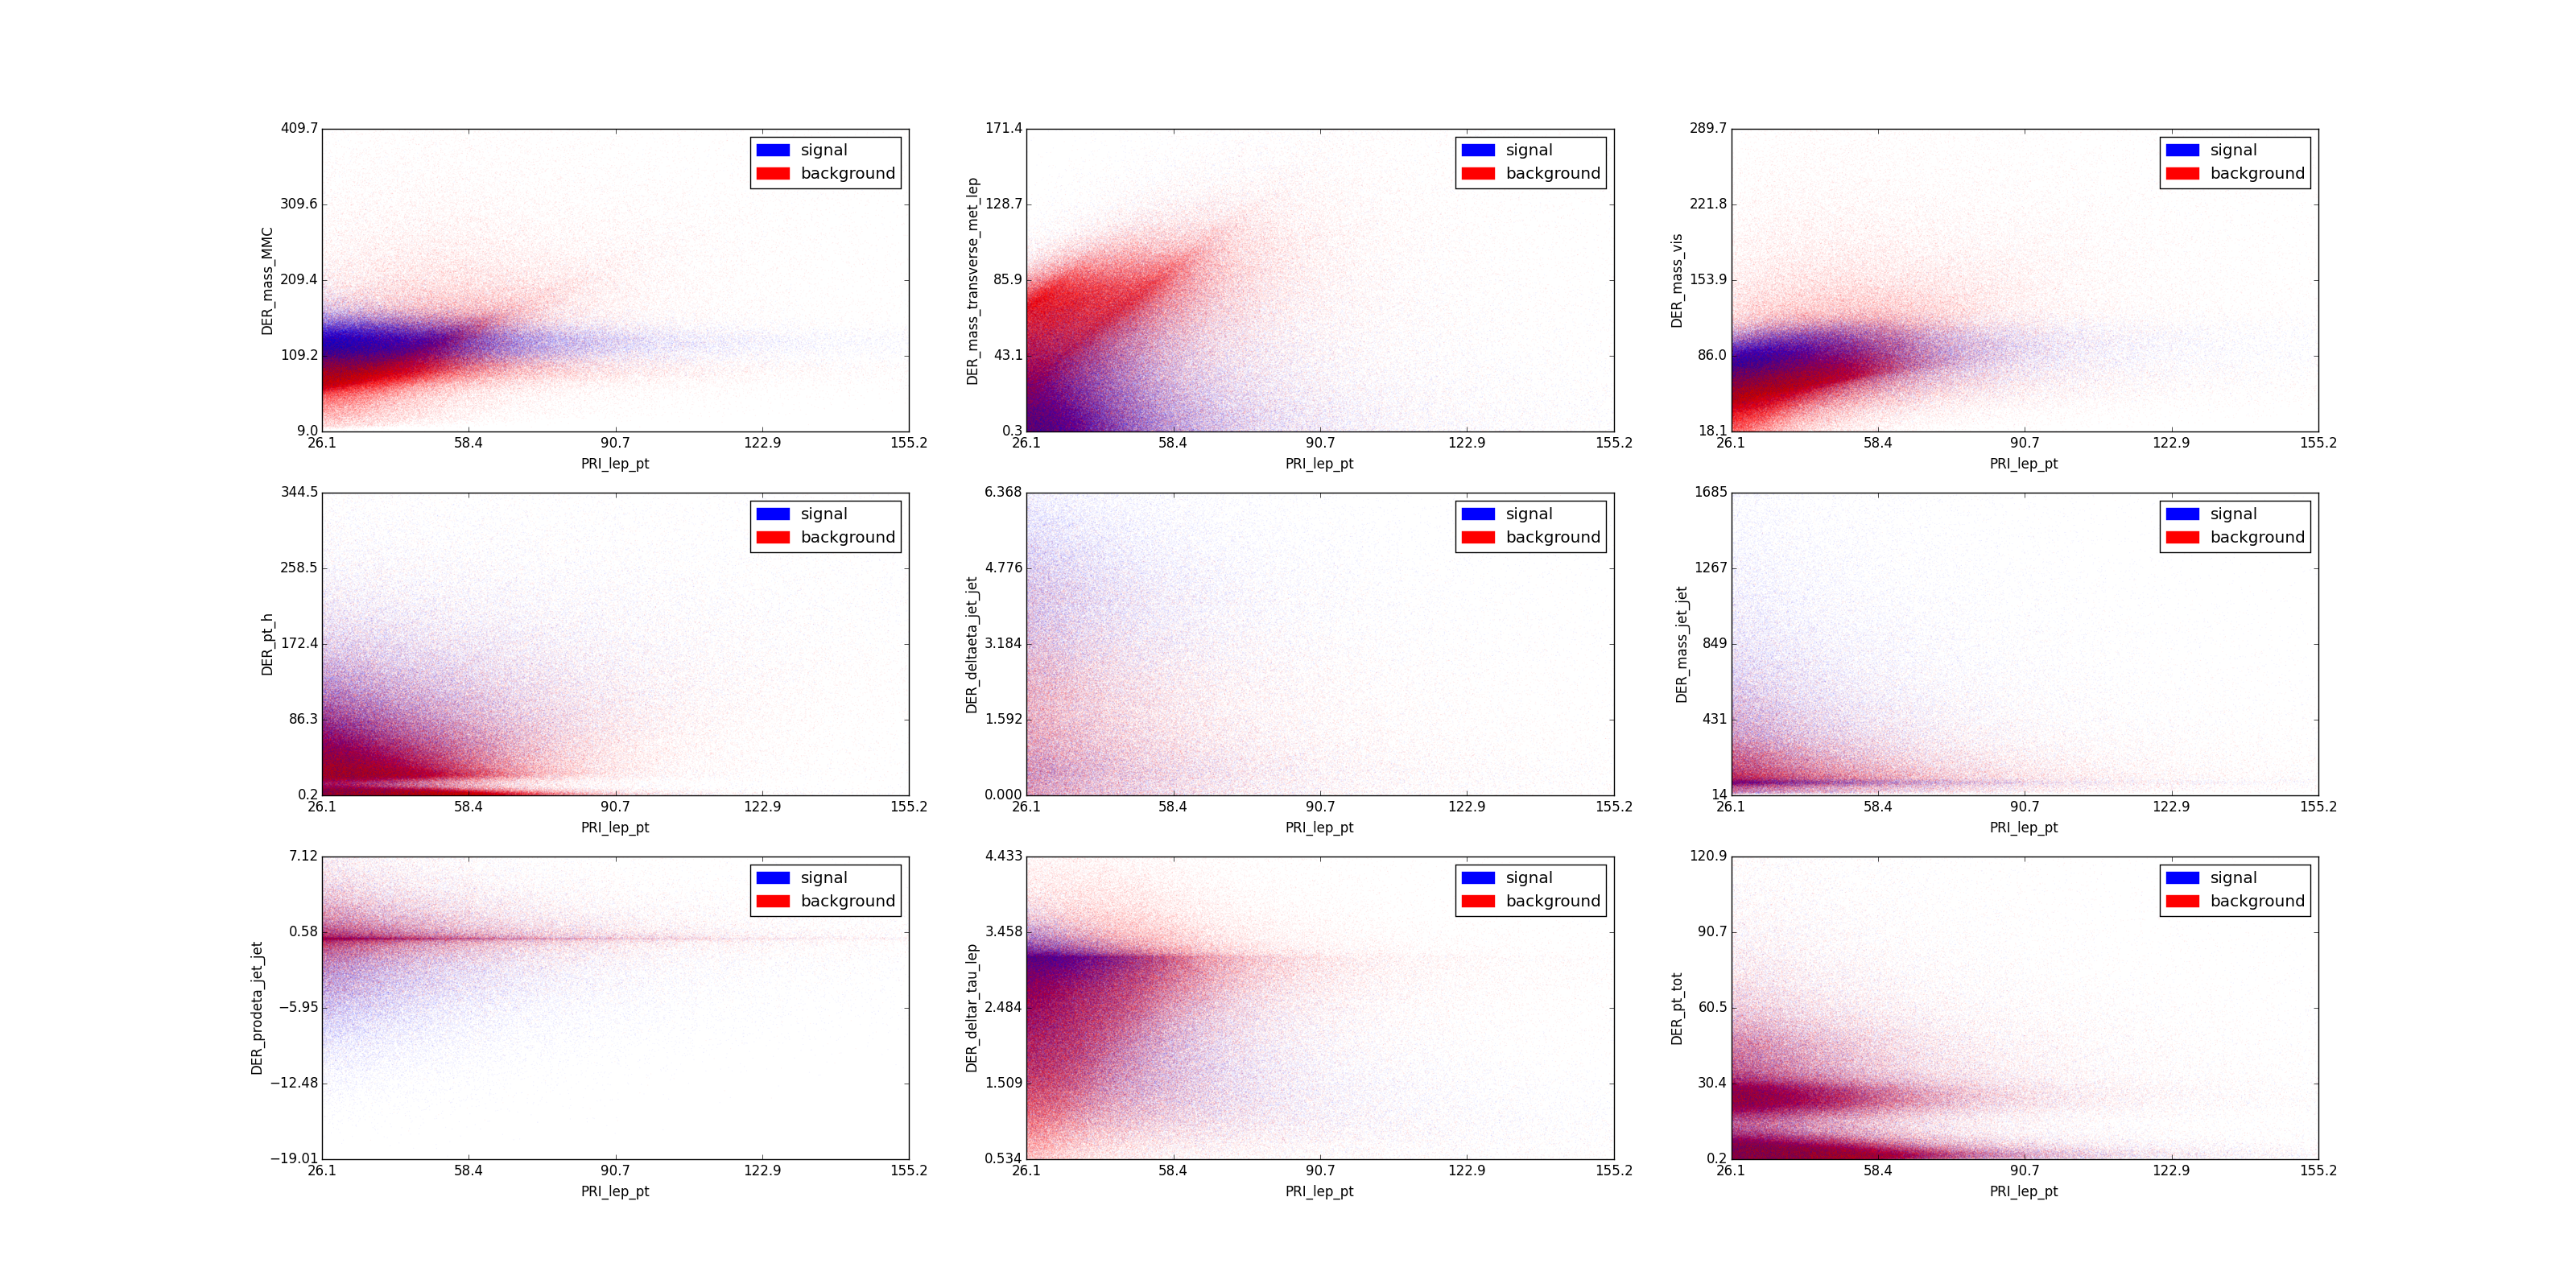 409.7
309.6
209.4
109.2
9.0
DER_mass_MMC
26.1 58.4 90.7 122.9 155.2
PRI_lep_pt
signal
background
171.4
128.7
85.9
43.1
0.3
DER_mass_transverse_met_lep
26.1 58.4 90.7 122.9 155.2
PRI_lep_pt
signal
background
289.7
221.8
153.9
86.0
18.1
DER_mass_vis
26.1 58.4 90.7 122.9 155.2
PRI_lep_pt
signal
background
344.5
258.5
172.4
86.3
0.2
DER_pt_h
26.1 58.4 90.7 122.9 155.2
PRI_lep_pt
signal
background
6.368
4.776
3.184
1.592
0.000
DER_deltaeta_jet_jet
26.1 58.4 90.7 122.9 155.2
PRI_lep_pt
signal
background
1685
1267
849
431
14
DER_mass_jet_jet
26.1 58.4 90.7 122.9 155.2
PRI_lep_pt
signal
background
7.12
0.58
−5.95
−12.48
−19.01
DER_prodeta_jet_jet
26.1 58.4 90.7 122.9 155.2
PRI_lep_pt
signal
background
4.433
3.458
2.484
1.509
0.534
DER_deltar_tau_lep
26.1 58.4 90.7 122.9 155.2
PRI_lep_pt
signal
background
120.9
90.7
60.5
30.4
0.2
DER_pt_tot
26.1 58.4 90.7 122.9 155.2
PRI_lep_pt
signal
background